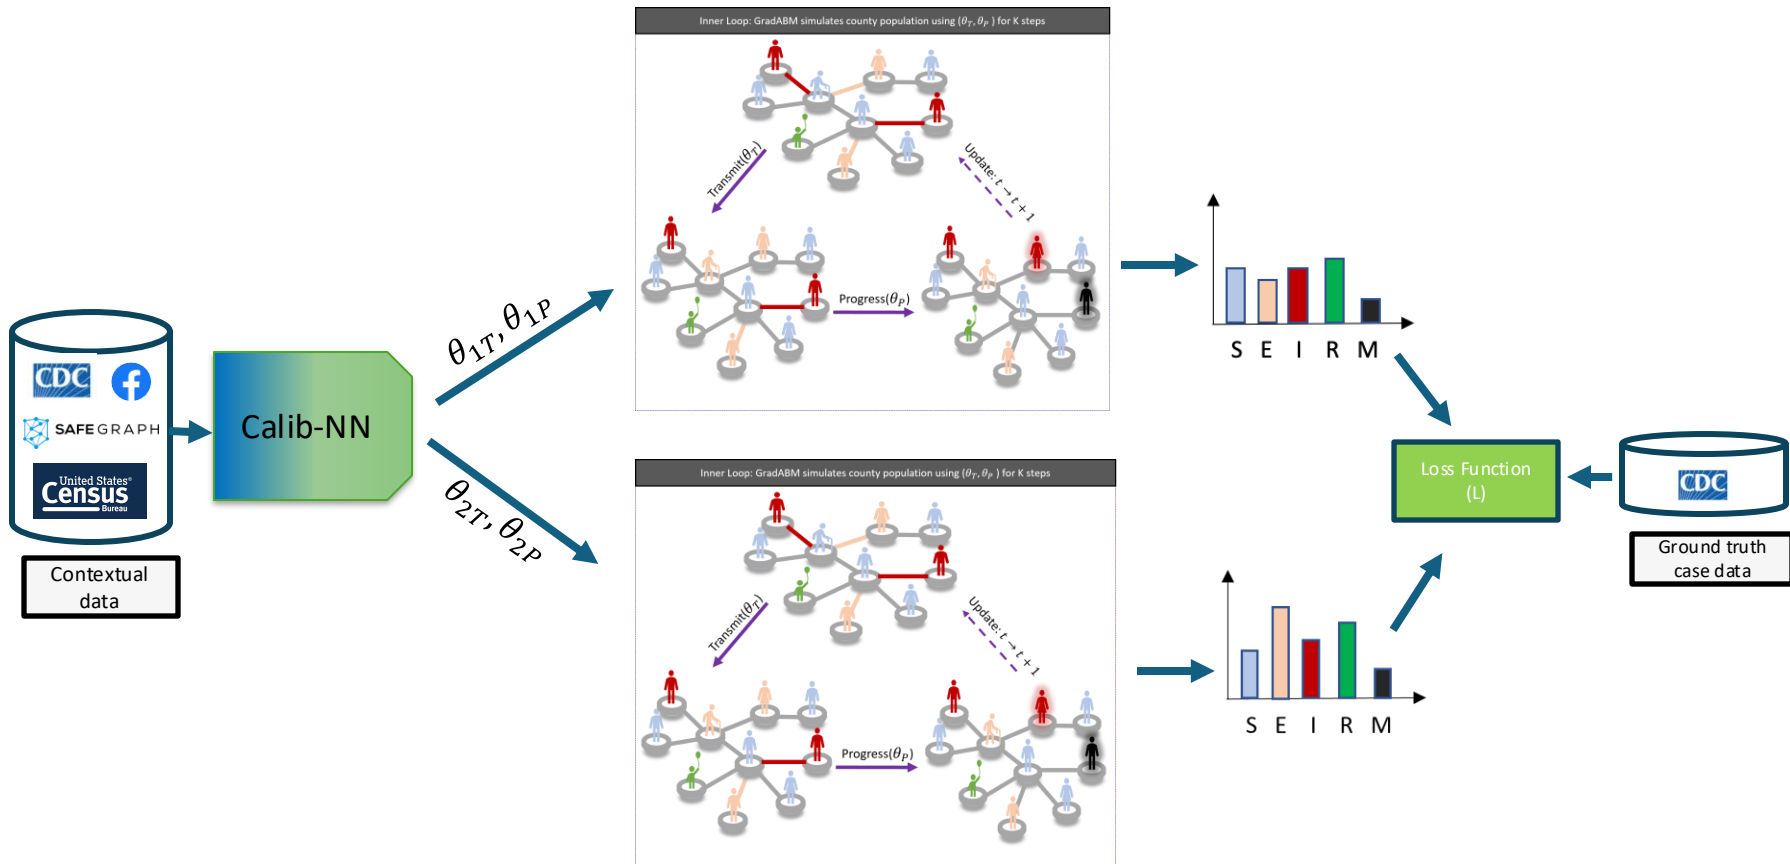 Inner Loop: GradABM simulates county population using (θ_T, θ_P ) for K steps
Transmit(θ_T)
Update: t → t + 1
Progress(θ_P)
S E I R M
CDC
SAFEGRAPH
United States®
Census
Bureau
Contextual
data
Calib-NN
θ_1T, θ_1P
θ_2T, θ_2P
Inner Loop: GradABM simulates county population using (θ_T, θ_P ) for K steps
Transmit(θ_T)
Update: t → t + 1
Progress(θ_P)
S E I R M
Loss Function
(L)
CDC
Ground truth
case data